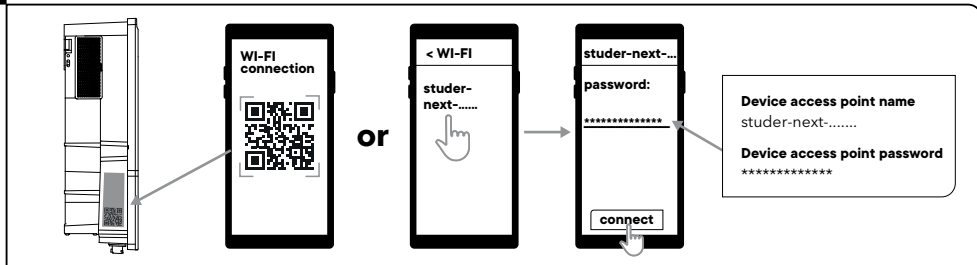 WI-FI
connection
or
< WI-FI
studer-
next-......
studer-next-...
password:
**************
connect
Device access point name
studer-next-.......
Device access point password
*************